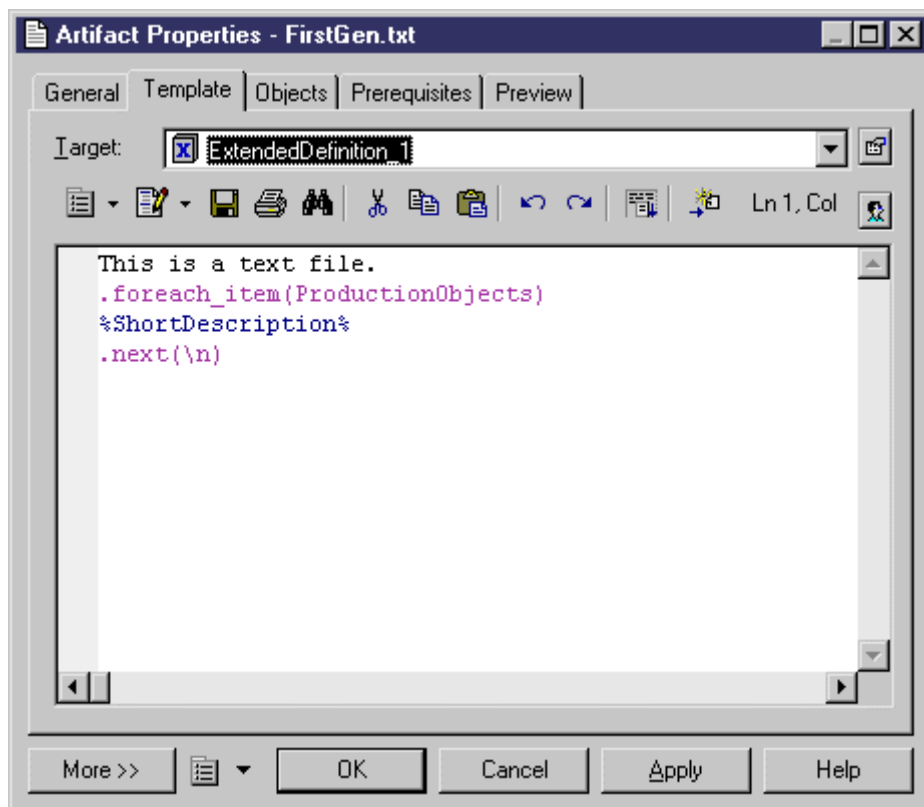 Artifact Properties - FirstGen.txt
General Template Objects Prerequisites Preview
Target: ExtendedDefinition_1
Ln 1, Col
This is a text file.
.foreach_item(ProductionObjects)
%ShortDescription%
.next(\n)
More >> OK Cancel Apply Help